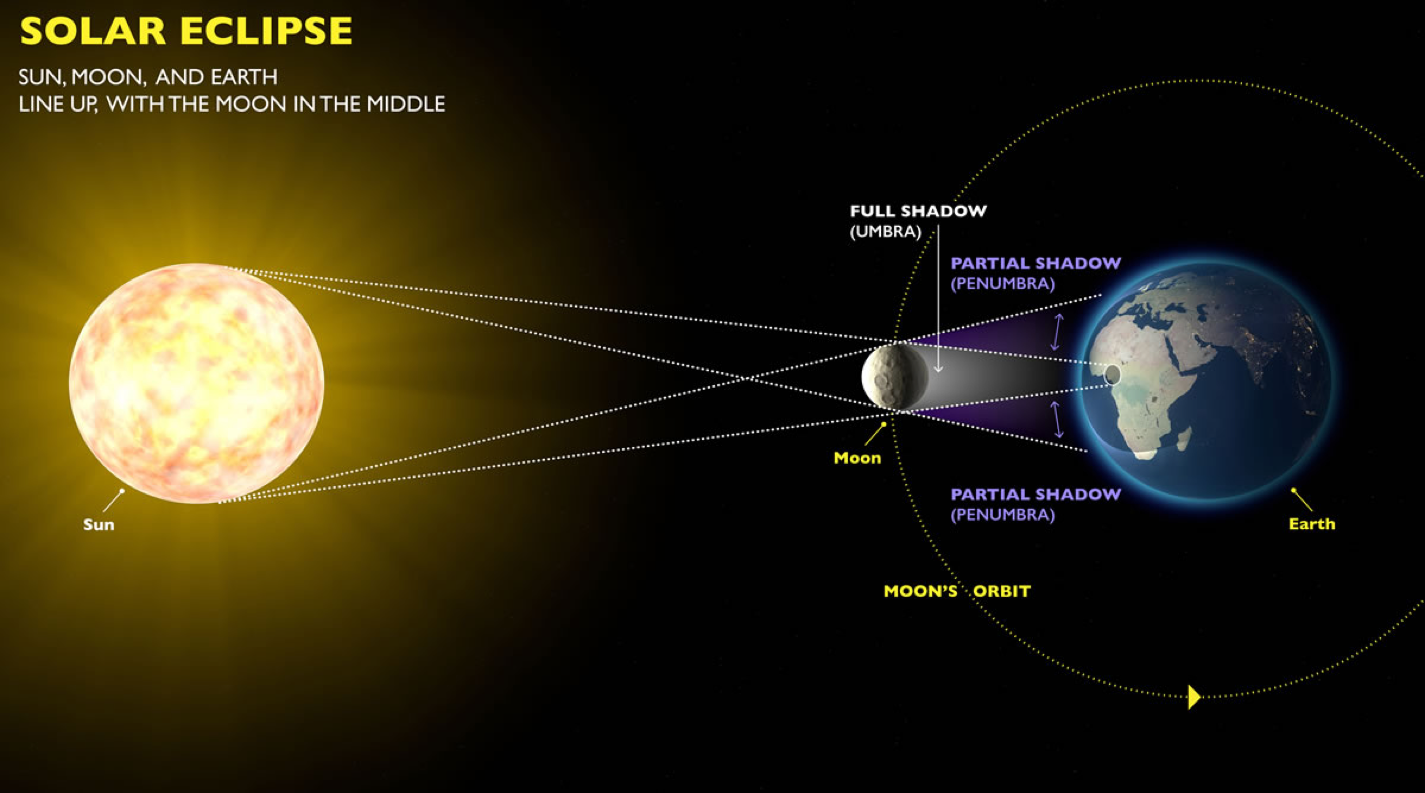 SOLAR ECLIPSE
SUN, MOON, AND EARTH
LINE UP, WITH THE MOON IN THE MIDDLE
FULL SHADOW
(UMBRA)
PARTIAL SHADOW
(PENUMBRA)
Moon
PARTIAL SHADOW
(PENUMBRA)
Sun
Earth
MOON'S ORBIT